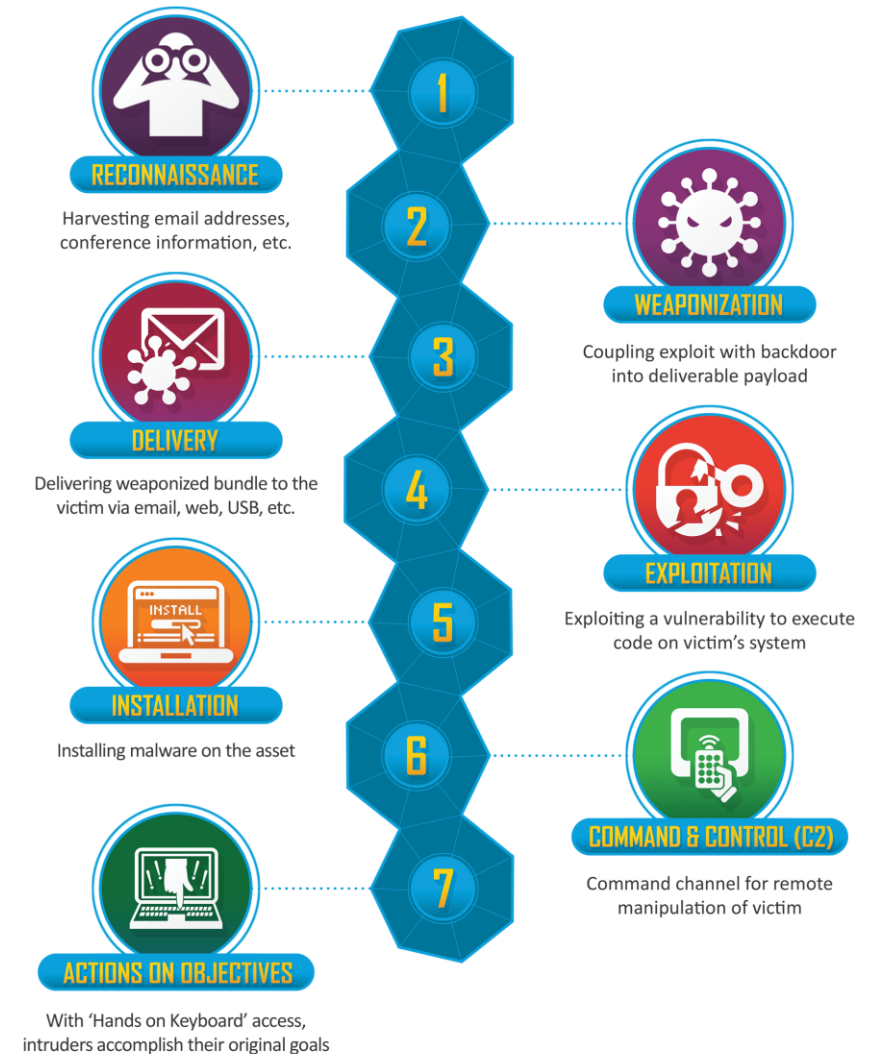 1
RECONNAISSANCE
Harvesting email addresses,
conference information, etc.
2
WEAPONIZATION
Coupling exploit with backdoor
into deliverable payload
3
DELIVERY
Delivering weaponized bundle to the
victim via email, web, USB, etc.
4
EXPLOITATION
Exploiting a vulnerability to execute
code on victim's system
5
INSTALL
INSTALLATION
Installing malware on the asset
6
COMMAND & CONTROL (C2)
Command channel for remote
manipulation of victim
7
ACTIONS ON OBJECTIVES
With ‘Hands on Keyboard’ access,
intruders accomplish their original goals